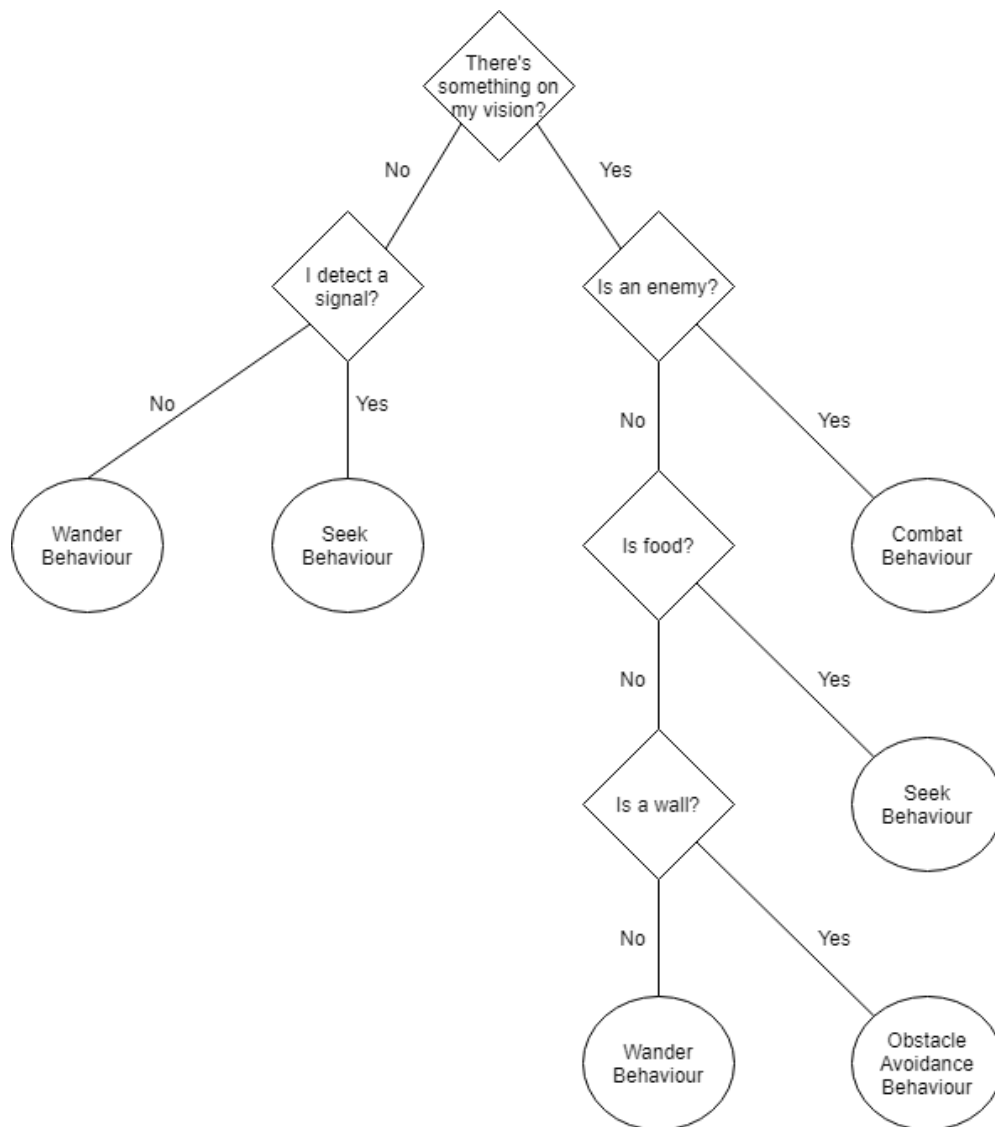 There's
something on
my vision?
No
Yes
I detect a
signal?
Is an enemy?
No
Yes
No
Yes
Wander
Behaviour
Seek
Behaviour
Is food?
Combat
Behaviour
No
Yes
Is a wall?
Seek
Behaviour
No
Yes
Wander
Behaviour
Obstacle
Avoidance
Behaviour